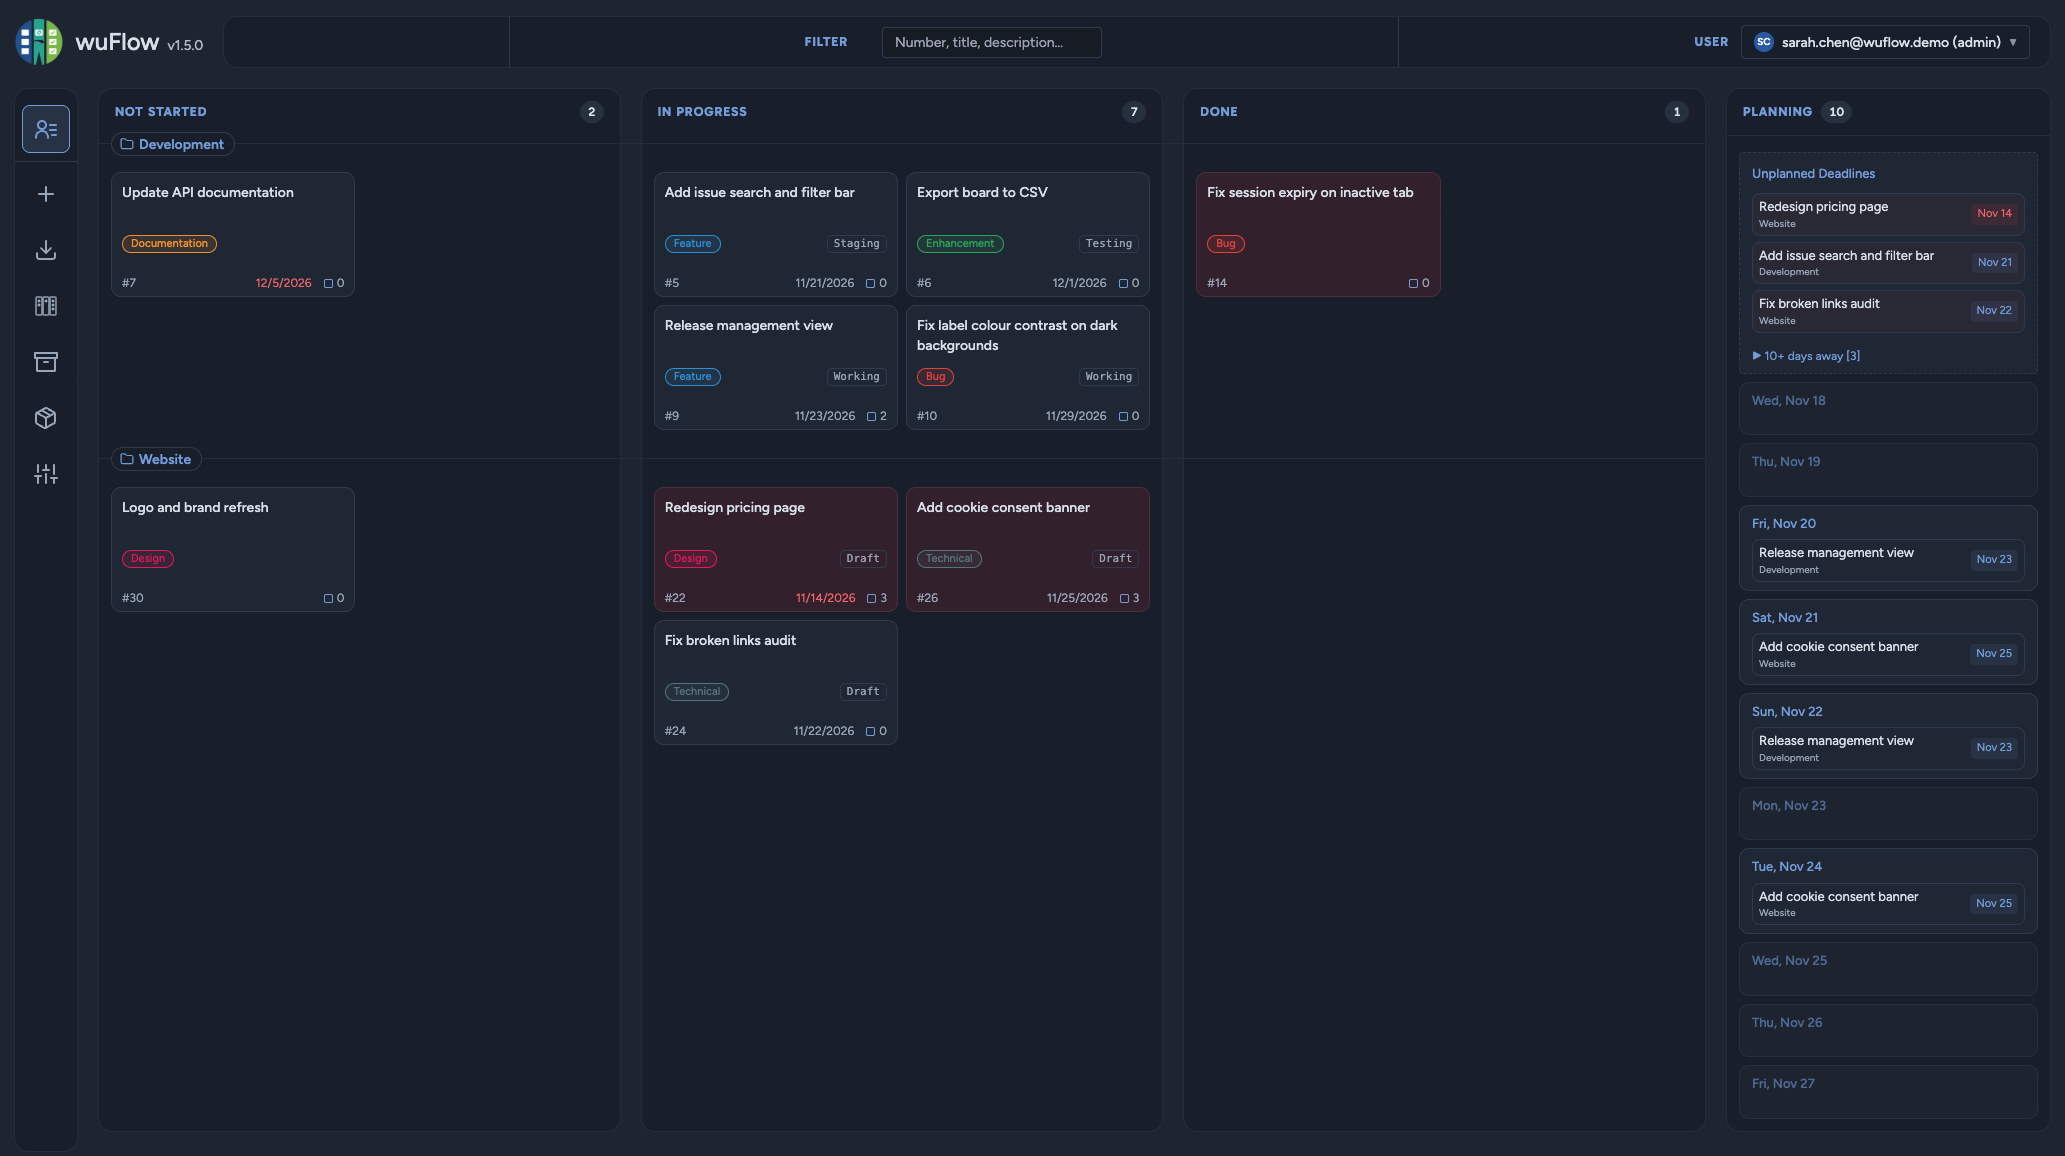 wuFlow v1.5.0
FILTER
Number, title, description...
USER
SC sarah.chen@wuflow.demo (admin) ▼
NOT STARTED 2
Development
Update API documentation
Documentation
#7 12/5/2026 0
Website
Logo and brand refresh
Design
#30 0
IN PROGRESS 7
Add issue search and filter bar
Feature Staging
#5 11/21/2026 0
Export board to CSV
Enhancement Testing
#6 12/1/2026 0
Release management view
Feature Working
#9 11/23/2026 2
Fix label colour contrast on dark
backgrounds
Bug Working
#10 11/29/2026 0
Redesign pricing page
Design Draft
#22 11/14/2026 3
Add cookie consent banner
Technical Draft
#26 11/25/2026 3
Fix broken links audit
Technical Draft
#24 11/22/2026 0
DONE 1
Fix session expiry on inactive tab
Bug
#14 0
PLANNING 10
Unplanned Deadlines
Redesign pricing page
Website
Nov 14
Add issue search and filter bar
Development
Nov 21
Fix broken links audit
Website
Nov 22
▶ 10+ days away [3]
Wed, Nov 18
Thu, Nov 19
Fri, Nov 20
Release management view
Development
Nov 23
Sat, Nov 21
Add cookie consent banner
Website
Nov 25
Sun, Nov 22
Release management view
Development
Nov 23
Mon, Nov 23
Tue, Nov 24
Add cookie consent banner
Website
Nov 25
Wed, Nov 25
Thu, Nov 26
Fri, Nov 27